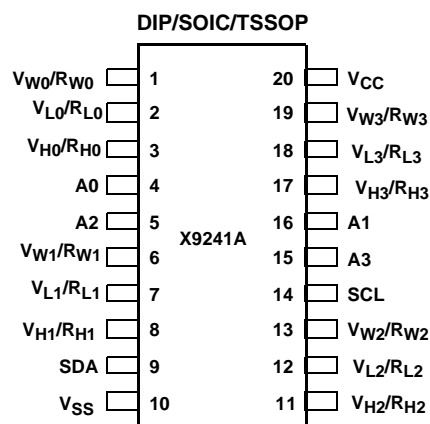 DIP/SOIC/TSSOP
VW0/RW0 1 20 VCC
VL0/RL0 2 19 VW3/RW3
VH0/RH0 3 18 VL3/RL3
A0 4 17 VH3/RH3
A2 5 16 A1
X9241A
VW1/RW1 6 15 A3
VL1/RL1 7 14 SCL
VH1/RH1 8 13 VW2/RW2
SDA 9 12 VL2/RL2
VSS 10 11 VH2/RH2